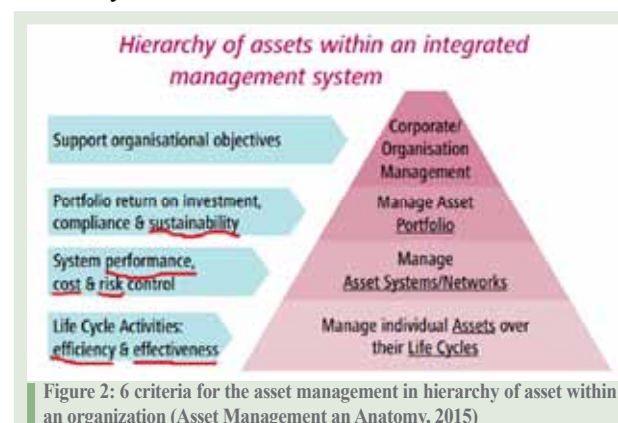 Hierarchy of assets within an integrated
management system
Support organisational objectives
Corporate/
Organisation
Management
Portfolio return on investment,
compliance & sustainability
Manage Asset
Portfolio
System performance,
cost & risk control
Manage
Asset Systems/Networks
Life Cycle Activities:
efficiency & effectiveness
Manage individual Assets over
their Life Cycles
Figure 2: 6 criteria for the asset management in hierarchy of asset within
an organization (Asset Management an Anatomy, 2015)